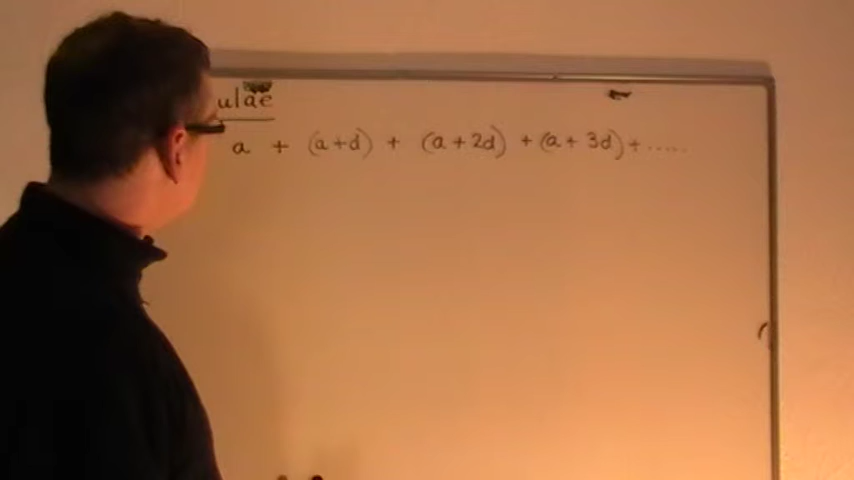 ulae
a + (a+d) + (a+2d) + (a+3d) + .....